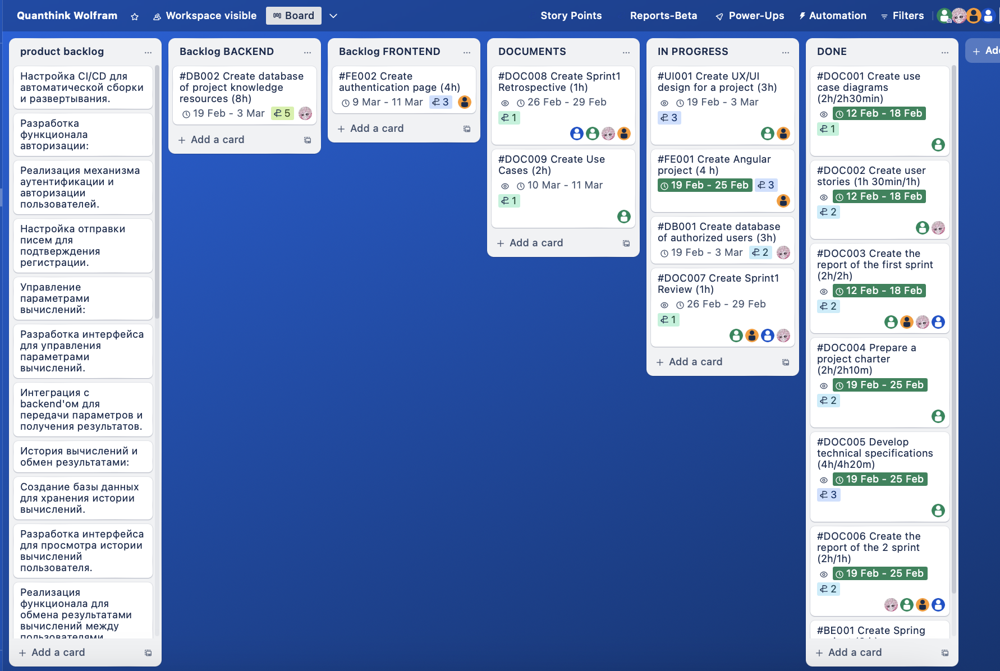 Quanthink Wolfram
Workspace visible
Board
Story Points
Reports-Beta
Power-Ups
Automation
Filters
product backlog
Настройка CI/CD для
автоматической сборки
и развертывания.
Разработка
функционала
авторизации:
Реализация механизма
аутентификации и
авторизации
пользователей.
Настройка отправки
писем для
подтверждения
регистрации.
Управление
параметрами
вычислений:
Разработка интерфейса
для управления
параметрами
вычислений.
Интеграция с
backend'ом для
передачи параметров и
получения результатов.
История вычислений и
обмен результатами:
Создание базы данных
для хранения истории
вычислений.
Разработка интерфейса
для просмотра истории
вычислений
пользователя.
Реализация
функционала для
обмена результатами
вычислений между
пользователями
+ Add a card
Backlog BACKEND
#DB002 Create database
of project knowledge
resources (8h)
19 Feb - 3 Mar
5
+ Add a card
Backlog FRONTEND
#FE002 Create
authentication page (4h)
9 Mar - 11 Mar
3
+ Add a card
DOCUMENTS
#DOC008 Create Sprint1
Retrospective (1h)
26 Feb - 29 Feb
1
#DOC009 Create Use
Cases (2h)
10 Mar - 11 Mar
1
+ Add a card
IN PROGRESS
#UI001 Create UX/UI
design for a project (3h)
19 Feb - 3 Mar
3
#FE001 Create Angular
project (4 h)
19 Feb - 25 Feb
3
#DB001 Create database
of authorized users (3h)
19 Feb - 3 Mar
2
#DOC007 Create Sprint1
Review (1h)
26 Feb - 29 Feb
1
+ Add a card
DONE
#DOC001 Create use
case diagrams
(2h/2h30min)
12 Feb - 18 Feb
1
#DOC002 Create user
stories (1h 30min/1h)
12 Feb - 18 Feb
2
#DOC003 Create the
report of the first sprint
(2h/2h)
12 Feb - 18 Feb
2
#DOC004 Prepare a
project charter
(2h/2h10m)
19 Feb - 25 Feb
2
#DOC005 Develop
technical specifications
(4h/4h20m)
19 Feb - 25 Feb
3
#DOC006 Create the
report of the 2 sprint
(2h/1h)
19 Feb - 25 Feb
2
#BE001 Create Spring
+ Add a card
+ Add